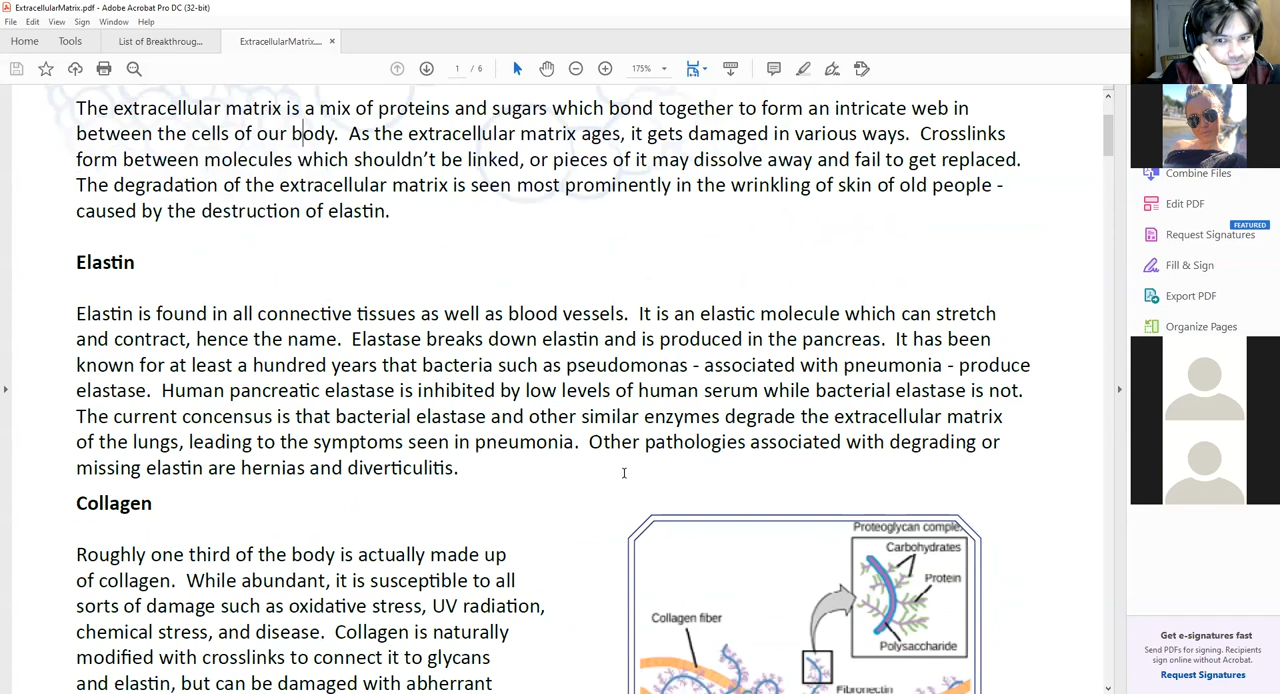 ExtracellularMatrix.pdf - Adobe Acrobat Pro DC (32-bit)
File Edit View Sign Window Help
Home Tools List of Breakthroug... ExtracellularMatrix.... ×
1 / 6 175%
The extracellular matrix is a mix of proteins and sugars which bond together to form an intricate web in
between the cells of our body. As the extracellular matrix ages, it gets damaged in various ways. Crosslinks
form between molecules which shouldn't be linked, or pieces of it may dissolve away and fail to get replaced.
The degradation of the extracellular matrix is seen most prominently in the wrinkling of skin of old people -
caused by the destruction of elastin.
Elastin
Elastin is found in all connective tissues as well as blood vessels. It is an elastic molecule which can stretch
and contract, hence the name. Elastase breaks down elastin and is produced in the pancreas. It has been
known for at least a hundred years that bacteria such as pseudomonas - associated with pneumonia - produce
elastase. Human pancreatic elastase is inhibited by low levels of human serum while bacterial elastase is not.
The current concensus is that bacterial elastase and other similar enzymes degrade the extracellular matrix
of the lungs, leading to the symptoms seen in pneumonia. Other pathologies associated with degrading or
missing elastin are hernias and diverticulitis.
Collagen
Roughly one third of the body is actually made up
of collagen. While abundant, it is susceptible to all
sorts of damage such as oxidative stress, UV radiation,
chemical stress, and disease. Collagen is naturally
modified with crosslinks to connect it to glycans
and elastin, but can be damaged with abherrant
Proteoglycan comple
Carbohydrates
Protein
Polysaccharide
Collagen fiber
Fibronectin
Combine Files
Edit PDF
FEATURED
Request Signatures
Fill & Sign
Export PDF
Organize Pages
Get e-signatures fast
Send PDFs for signing. Recipients
sign online without Acrobat.
Request Signatures